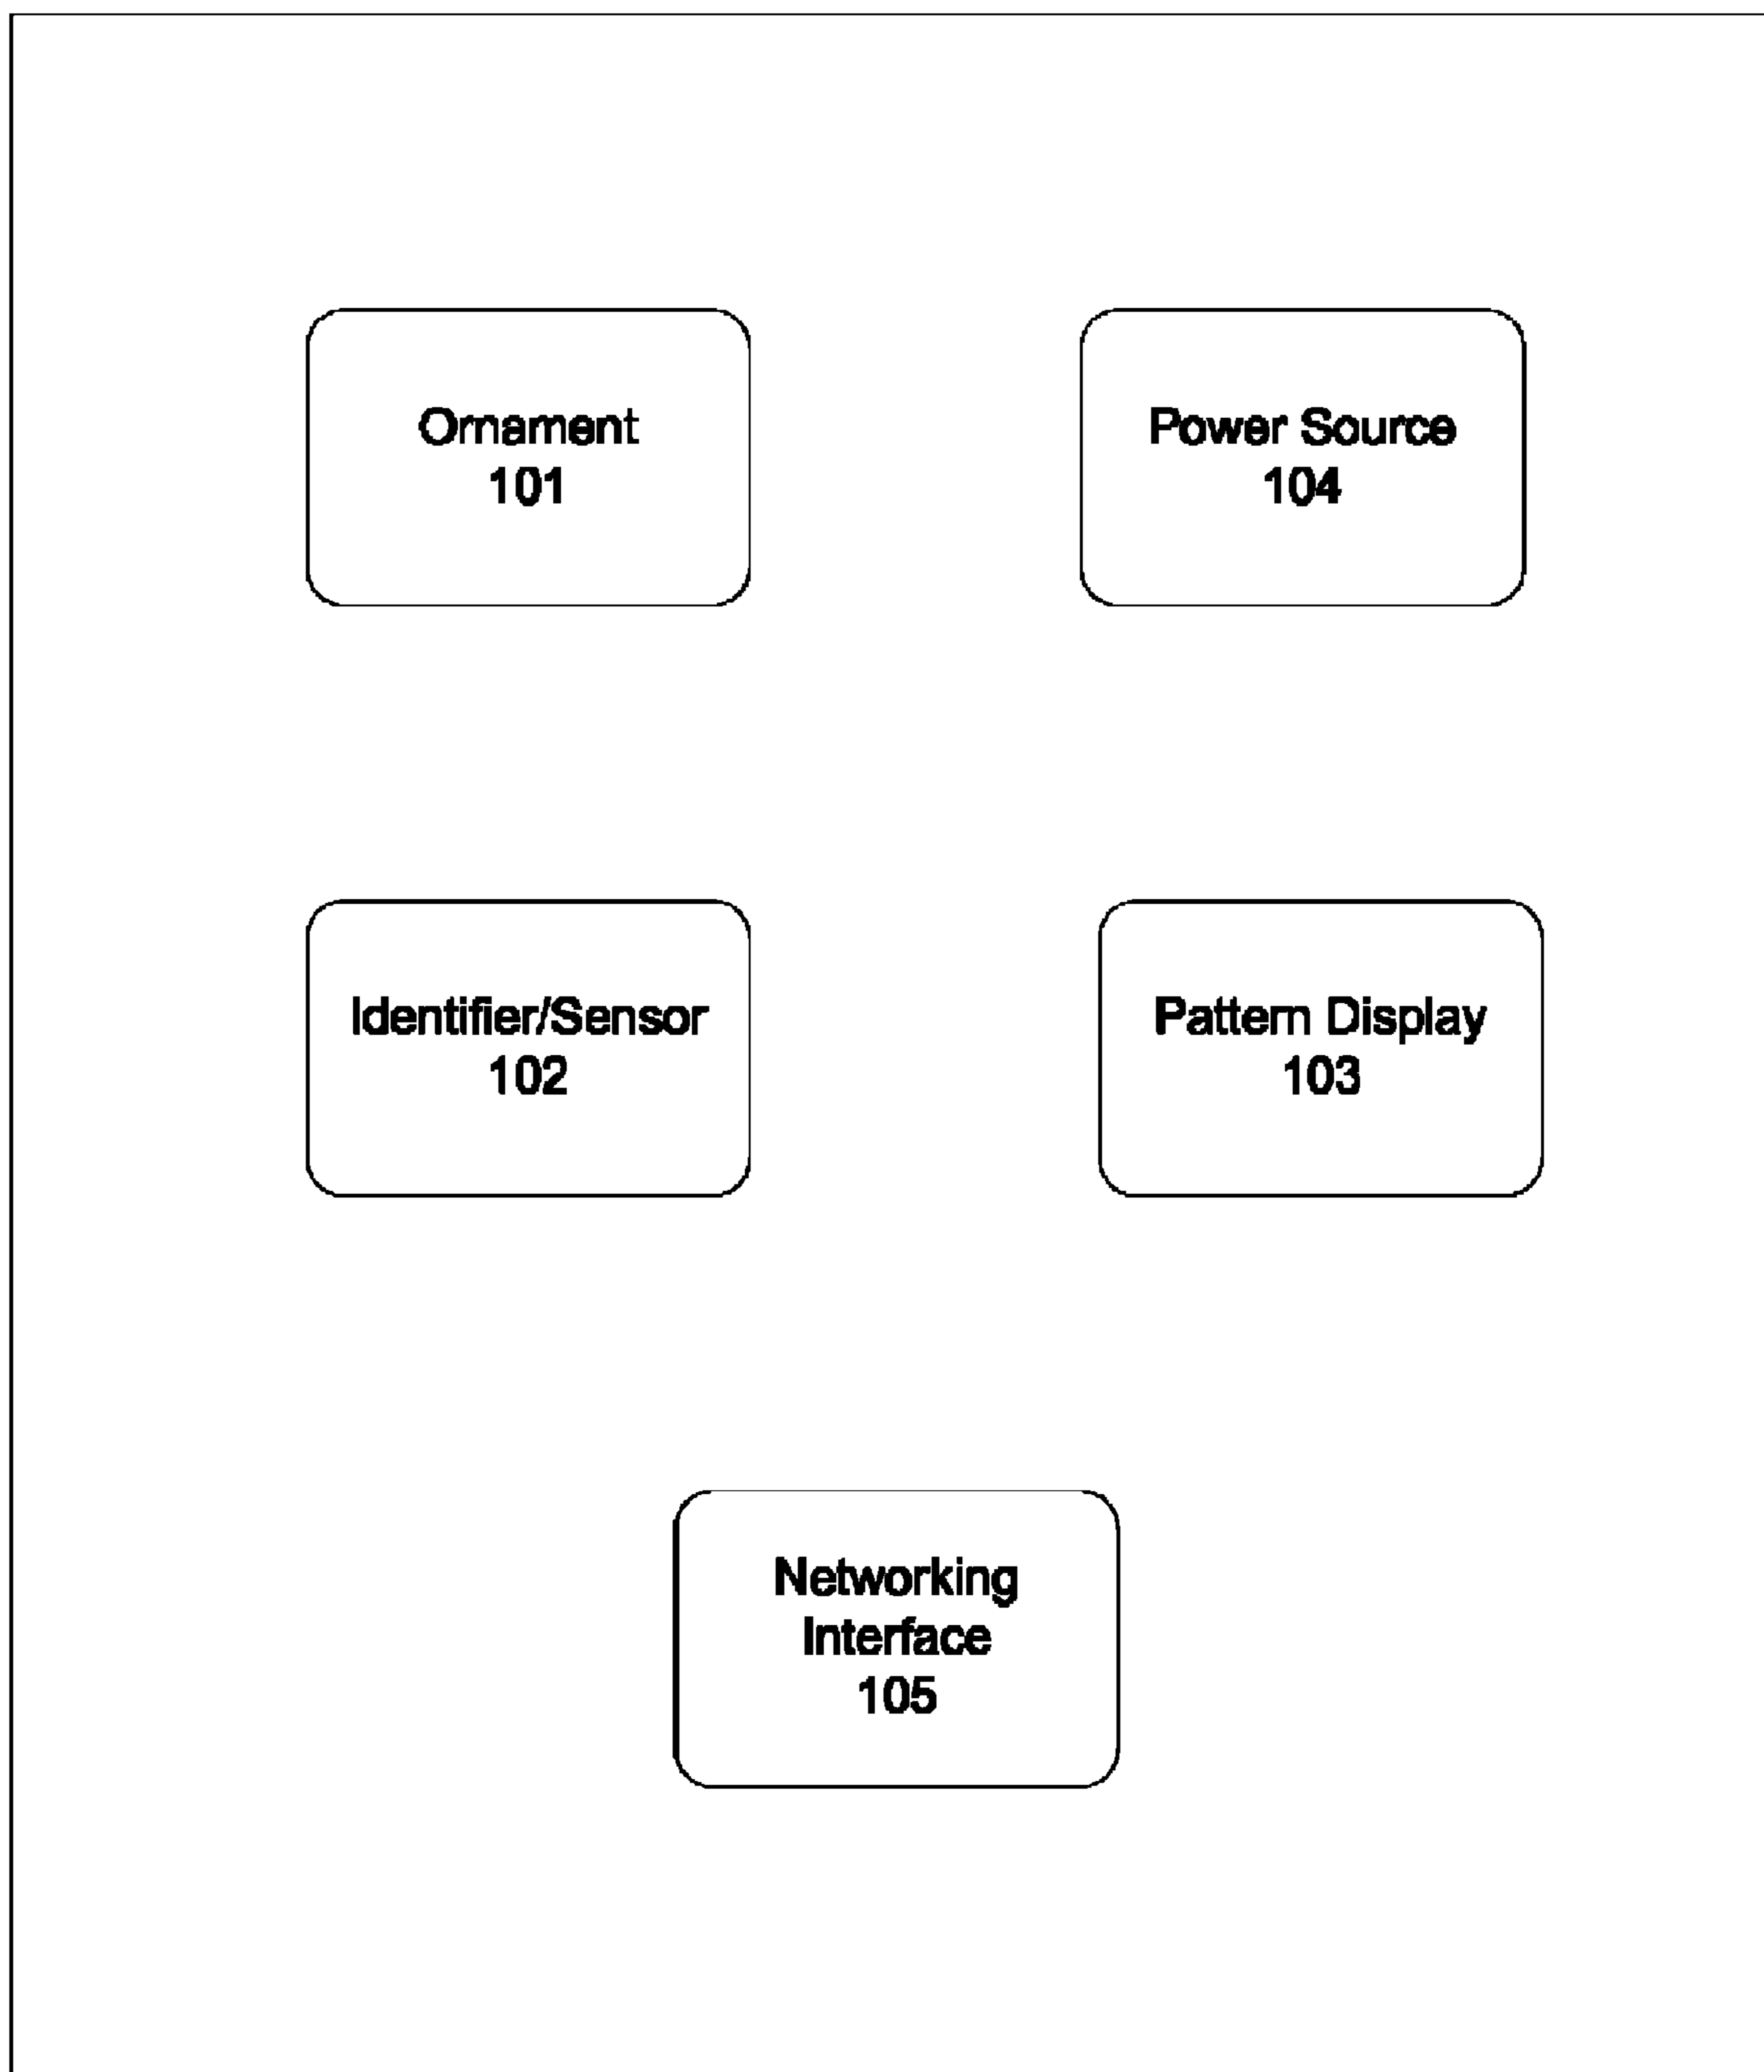 Ornament
101
Power Source
104
Identifier/Sensor
102
Pattern Display
103
Networking
Interface
105